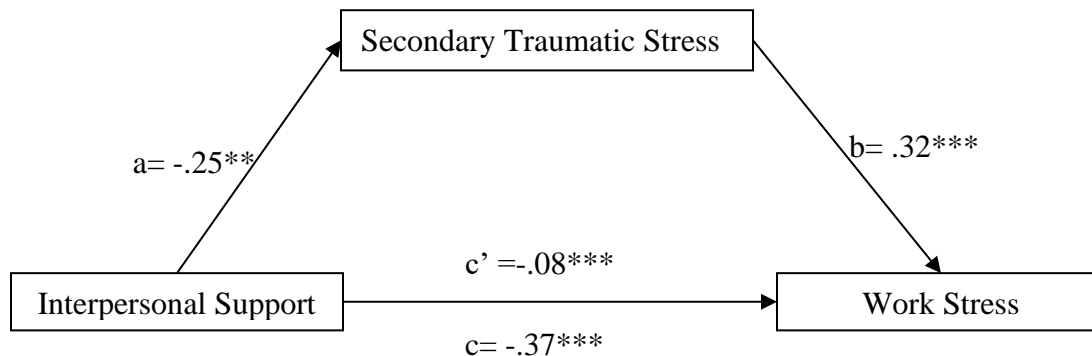 Secondary Traumatic Stress
a= -.25**
b= .32***
c’ =-.08***
Interpersonal Support
Work Stress
c= -.37***